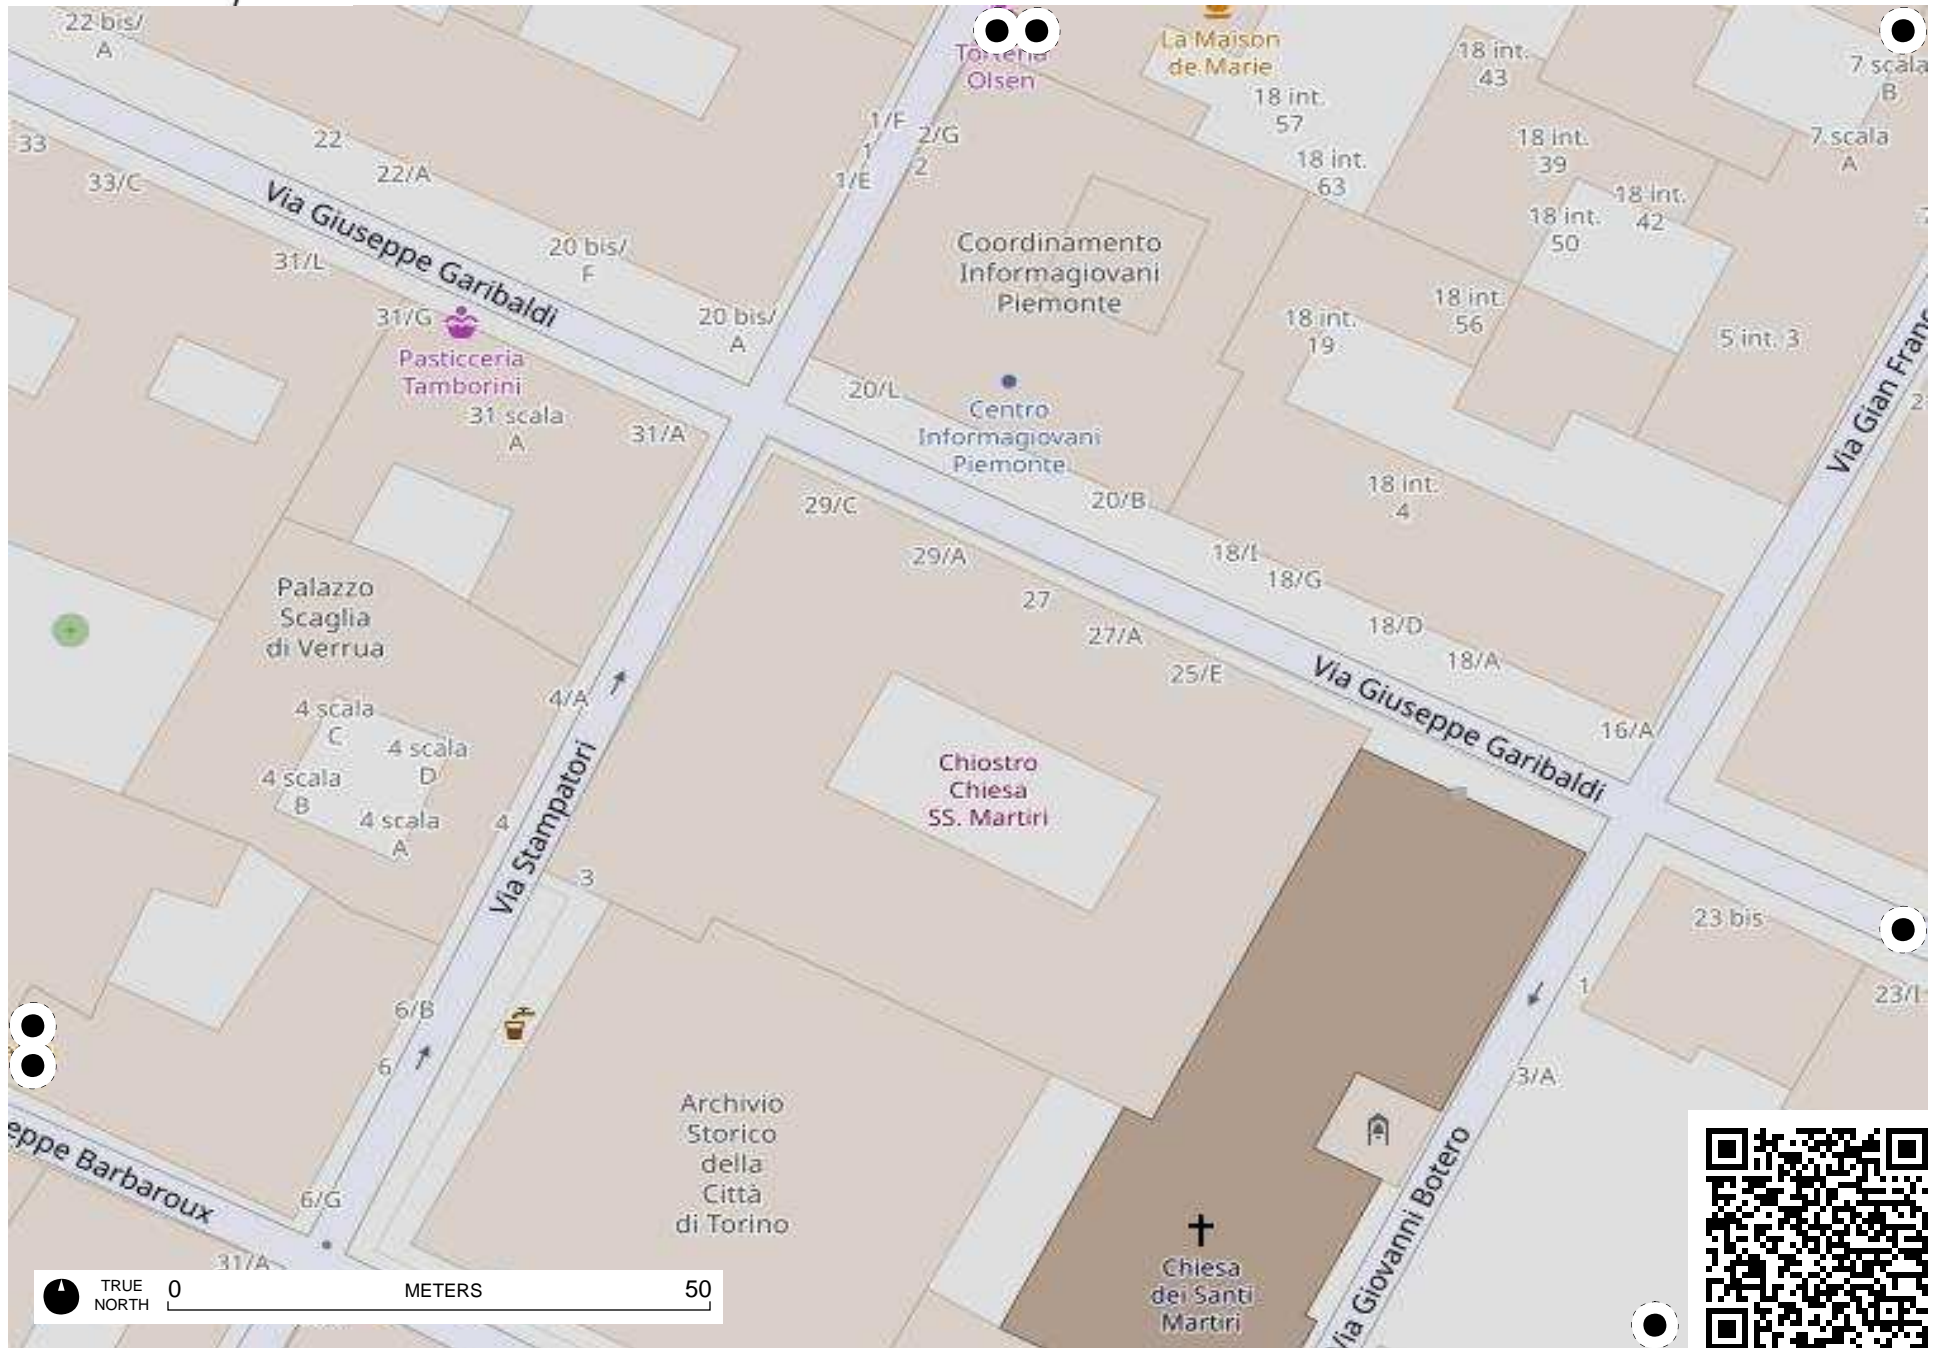 22 bis/
A
Torteria
Olsen
La Maison
de Marie
18 int.
43
7 scala
B
18 int.
57
7 scala
A
18 int.
39
18 int.
63
18 int.
42
18 int.
50
1/F
2/G
1
2
1/E
33
22
22/A
33/C
Via Giuseppe Garibaldi
31/L
20 bis/
F
Coordinamento
Informagiovani
Piemonte
31/G
20 bis/
A
18 int.
19
18 int.
56
5 int. 3
Pasticceria
Tamborini
31 scala
A
31/A
20/L
Centro
Informagiovani
Piemonte
Via Gian Franc
29/C
20/B
18 int.
4
29/A
18/I
18/G
27
27/A
18/D
25/E
18/A
Via Giuseppe Garibaldi
16/A
Palazzo
Scaglia
di Verrua
4/A
4 scala
C
4 scala
D
4 scala
B
4 scala
A
4
Via Stampatori
Chiostro
Chiesa
SS. Martiri
3
23 bis
1
23/I
6/B
6
3/A
Archivio
Storico
della
Città
di Torino
eppe Barbaroux
6/G
31/A
Chiesa
dei Santi
Martiri
Via Giovanni Botero
TRUE
NORTH
0
METERS
50